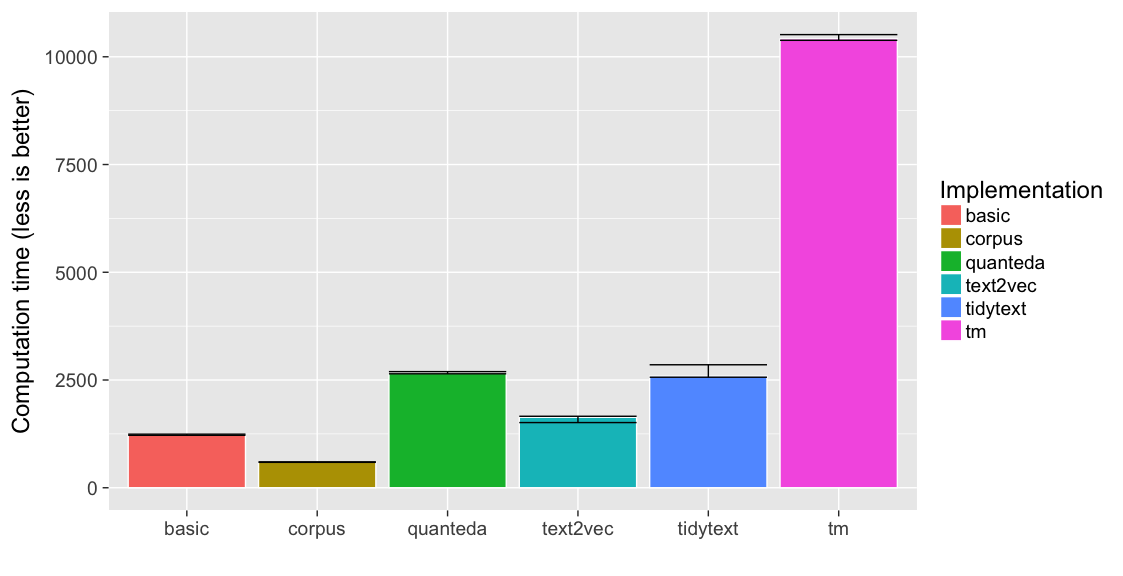 Computation time (less is better)
10000
7500
5000
2500
0
basic
corpus
quanteda
text2vec
tidytext
tm
Implementation
basic
corpus
quanteda
text2vec
tidytext
tm